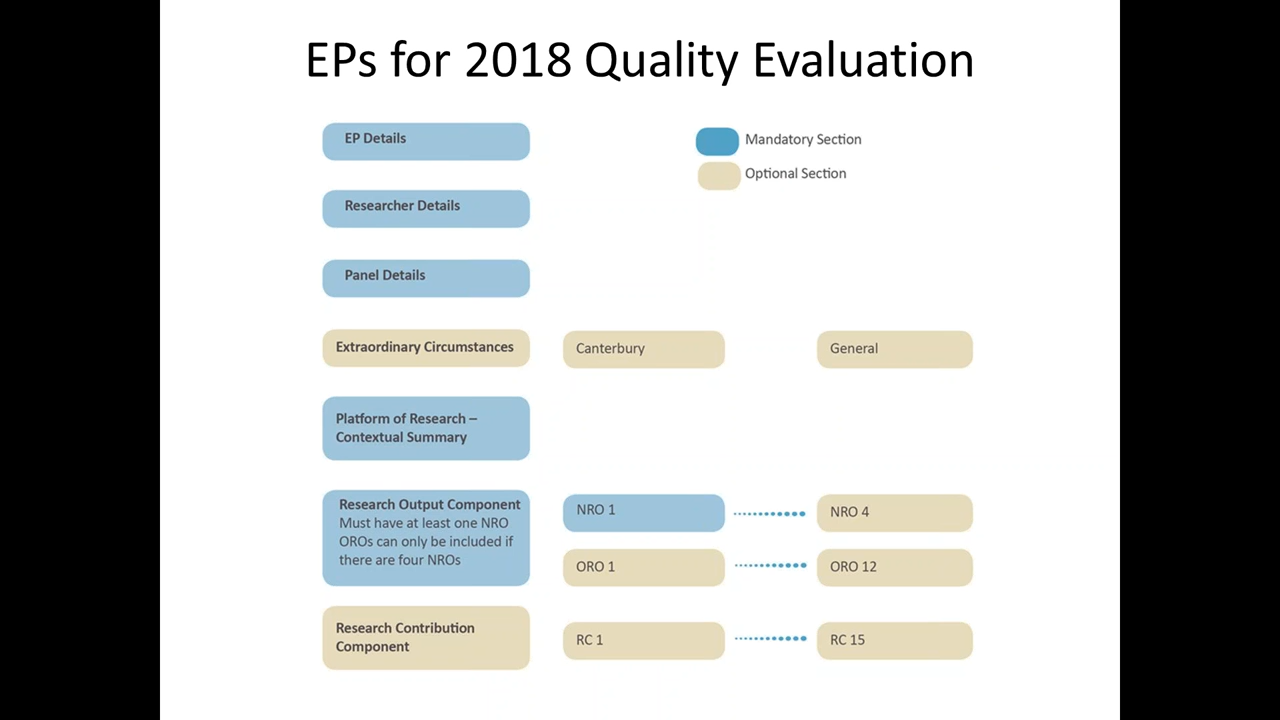 EPs for 2018 Quality Evaluation
EP Details
Mandatory Section
Optional Section
Researcher Details
Panel Details
Extraordinary Circumstances
Canterbury
General
Platform of Research –
Contextual Summary
Research Output Component
Must have at least one NRO
OROs can only be included if
there are four NROs
NRO 1
NRO 4
ORO 1
ORO 12
Research Contribution
Component
RC 1
RC 15